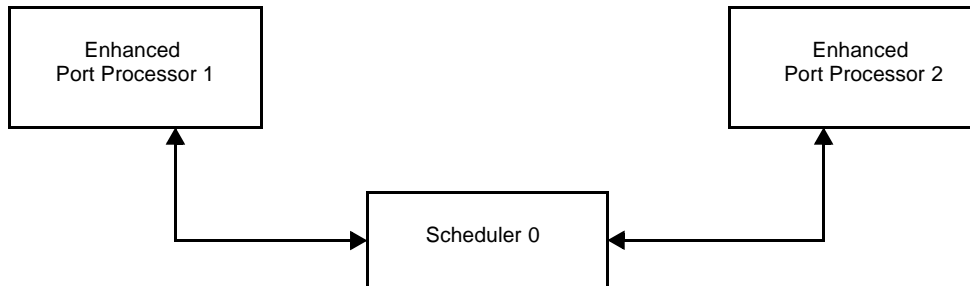 Enhanced
Port Processor 1
Enhanced
Port Processor 2
Scheduler 0